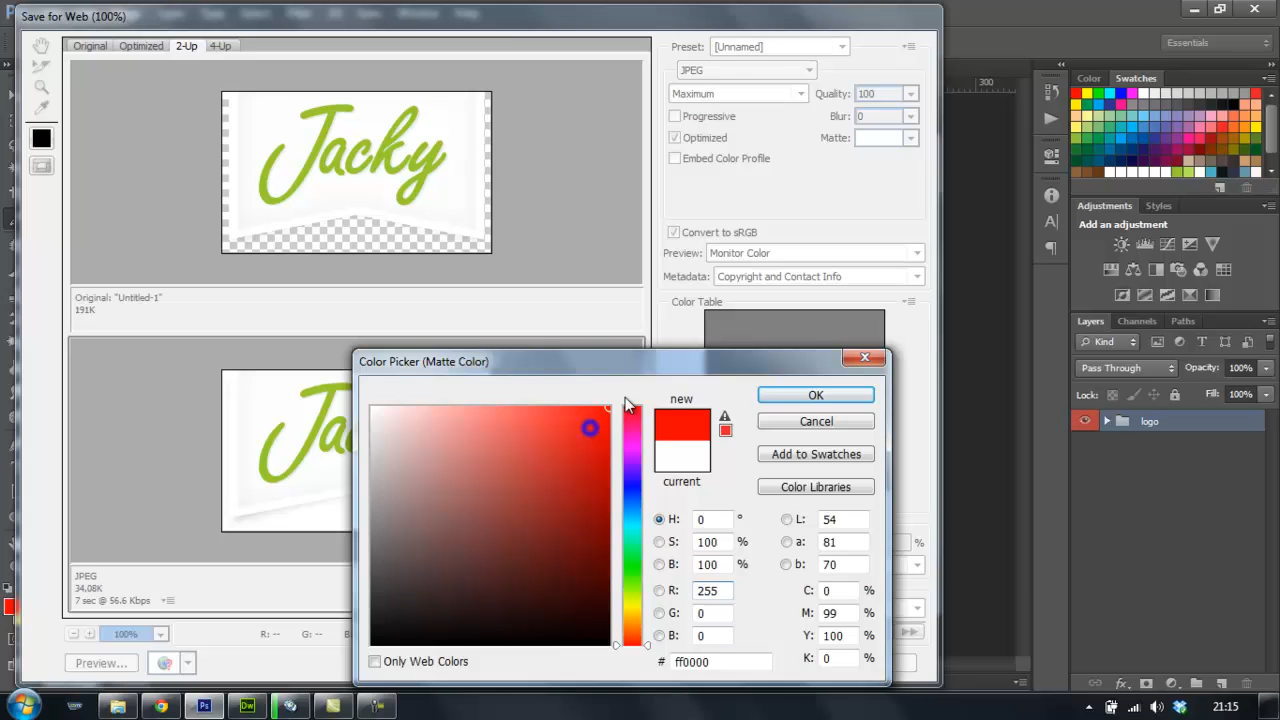 Save for Web (100%)
Original Optimized 2-Up 4-Up
Jacky
Original: "Untitled-1"
191K
JPEG
34,08K
7 sec @ 56.6 Kbps
100% R: -- G: --
Preview...
Preset: [Unnamed]
JPEG
Maximum Quality: 100
Progressive Blur: 0
Optimized Matte:
Embed Color Profile
Convert to sRGB
Preview: Monitor Color
Metadata: Copyright and Contact Info
Color Table
%
Color Picker (Matte Color)
new
current
OK
Cancel
Add to Swatches
Color Libraries
H: 0 ° L: 54
S: 100 % a: 81
B: 100 % b: 70
R: 255 C: 0 %
G: 0 M: 99 %
B: 0 Y: 100 %
# ff0000 K: 0 %
Only Web Colors
Essentials
300
Color Swatches
Adjustments Styles
Add an adjustment
Layers Channels Paths
Kind
Pass Through Opacity: 100%
Lock: Fill: 100%
logo
fx
Ps Dw
21:15